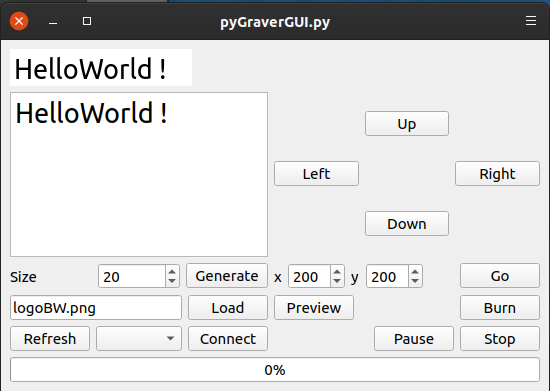 pyGraverGUI.py
HelloWorld !
HelloWorld !
Up
Left Right
Down
Size 20 Generate x 200 y 200 Go
logoBW.png Load Preview Burn
Refresh Connect Pause Stop
0%